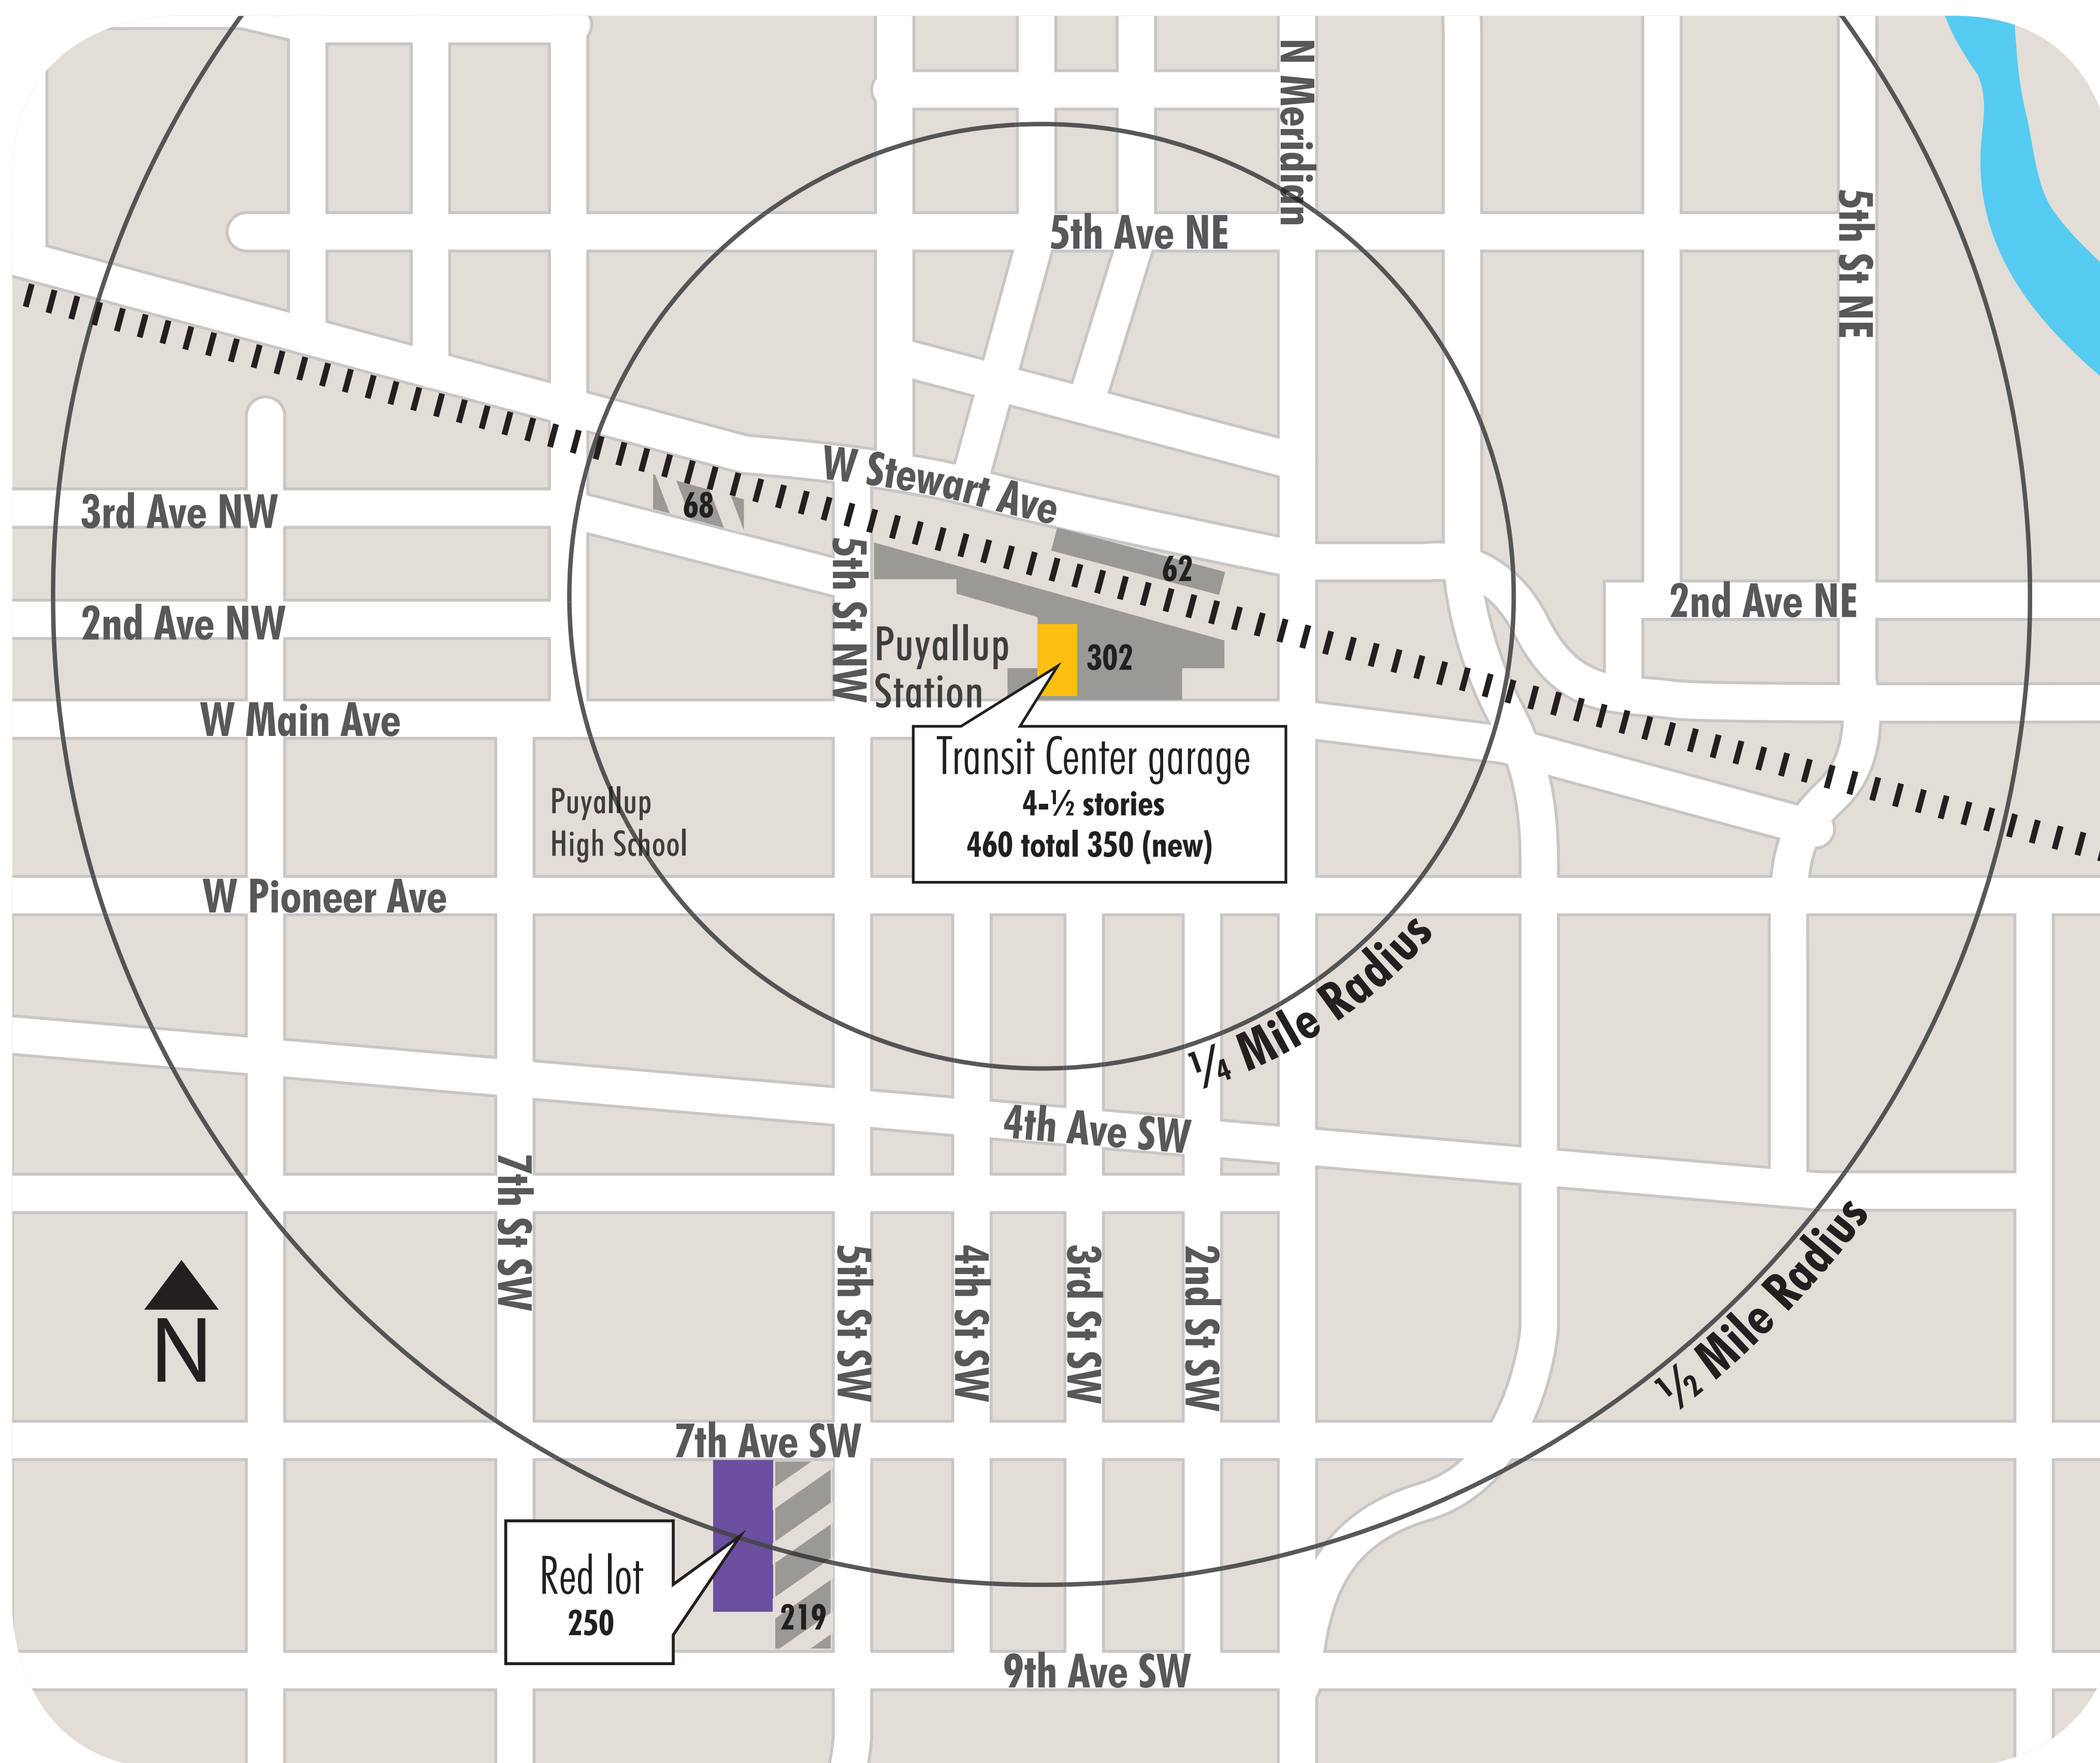 N Meridian
5th Ave NE
5th St NE
W Stewart Ave
3rd Ave NW
68
62
5th St NW
2nd Ave NW
2nd Ave NE
Puyallup
Station
302
W Main Ave
Transit Center garage
4-½ stories
460 total 350 (new)
Puyallup
High School
W Pioneer Ave
¼ Mile Radius
4th Ave SW
7th St SW
½ Mile Radius
N
5th St SW
4th St SW
3rd St SW
2nd St SW
7th Ave SW
Red lot
250
219
9th Ave SW